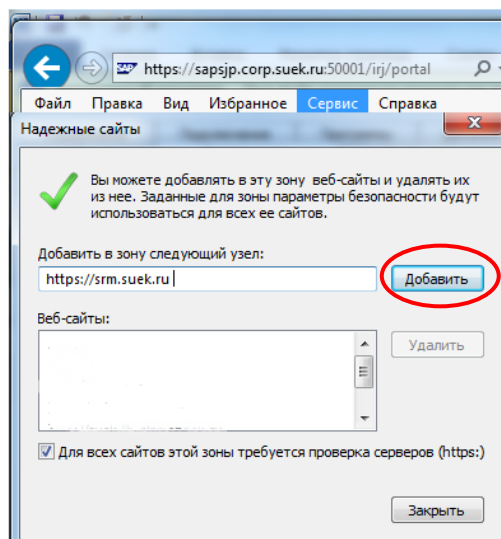 https://sapsjp.corp.suek.ru:50001/irj/portal
Файл Правка Вид Избранное Сервис Справка
Надежные сайты
Вы можете добавлять в эту зону веб-сайты и удалять их
из нее. Заданные для зоны параметры безопасности будут
использоваться для всех ее сайтов.
Добавить в зону следующий узел:
https://srm.suek.ru Добавить
Веб-сайты:
Удалить
Для всех сайтов этой зоны требуется проверка серверов (https:)
Закрыть